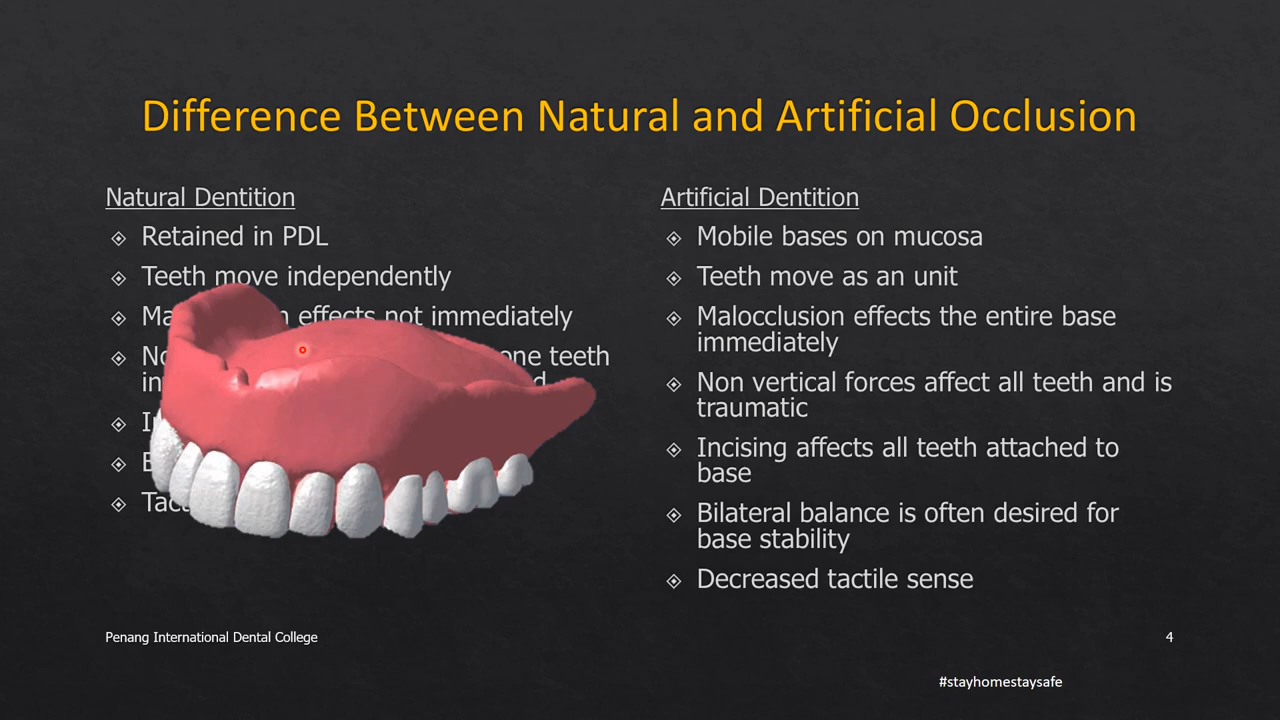 Difference Between Natural and Artificial Occlusion
Natural Dentition
Retained in PDL
Teeth move independently
effects not immediately
teeth
Artificial Dentition
Mobile bases on mucosa
Teeth move as an unit
Malocclusion effects the entire base
immediately
Non vertical forces affect all teeth and is
traumatic
Incising affects all teeth attached to
base
Bilateral balance is often desired for
base stability
Decreased tactile sense
Penang International Dental College
4
#stayhomestaysafe